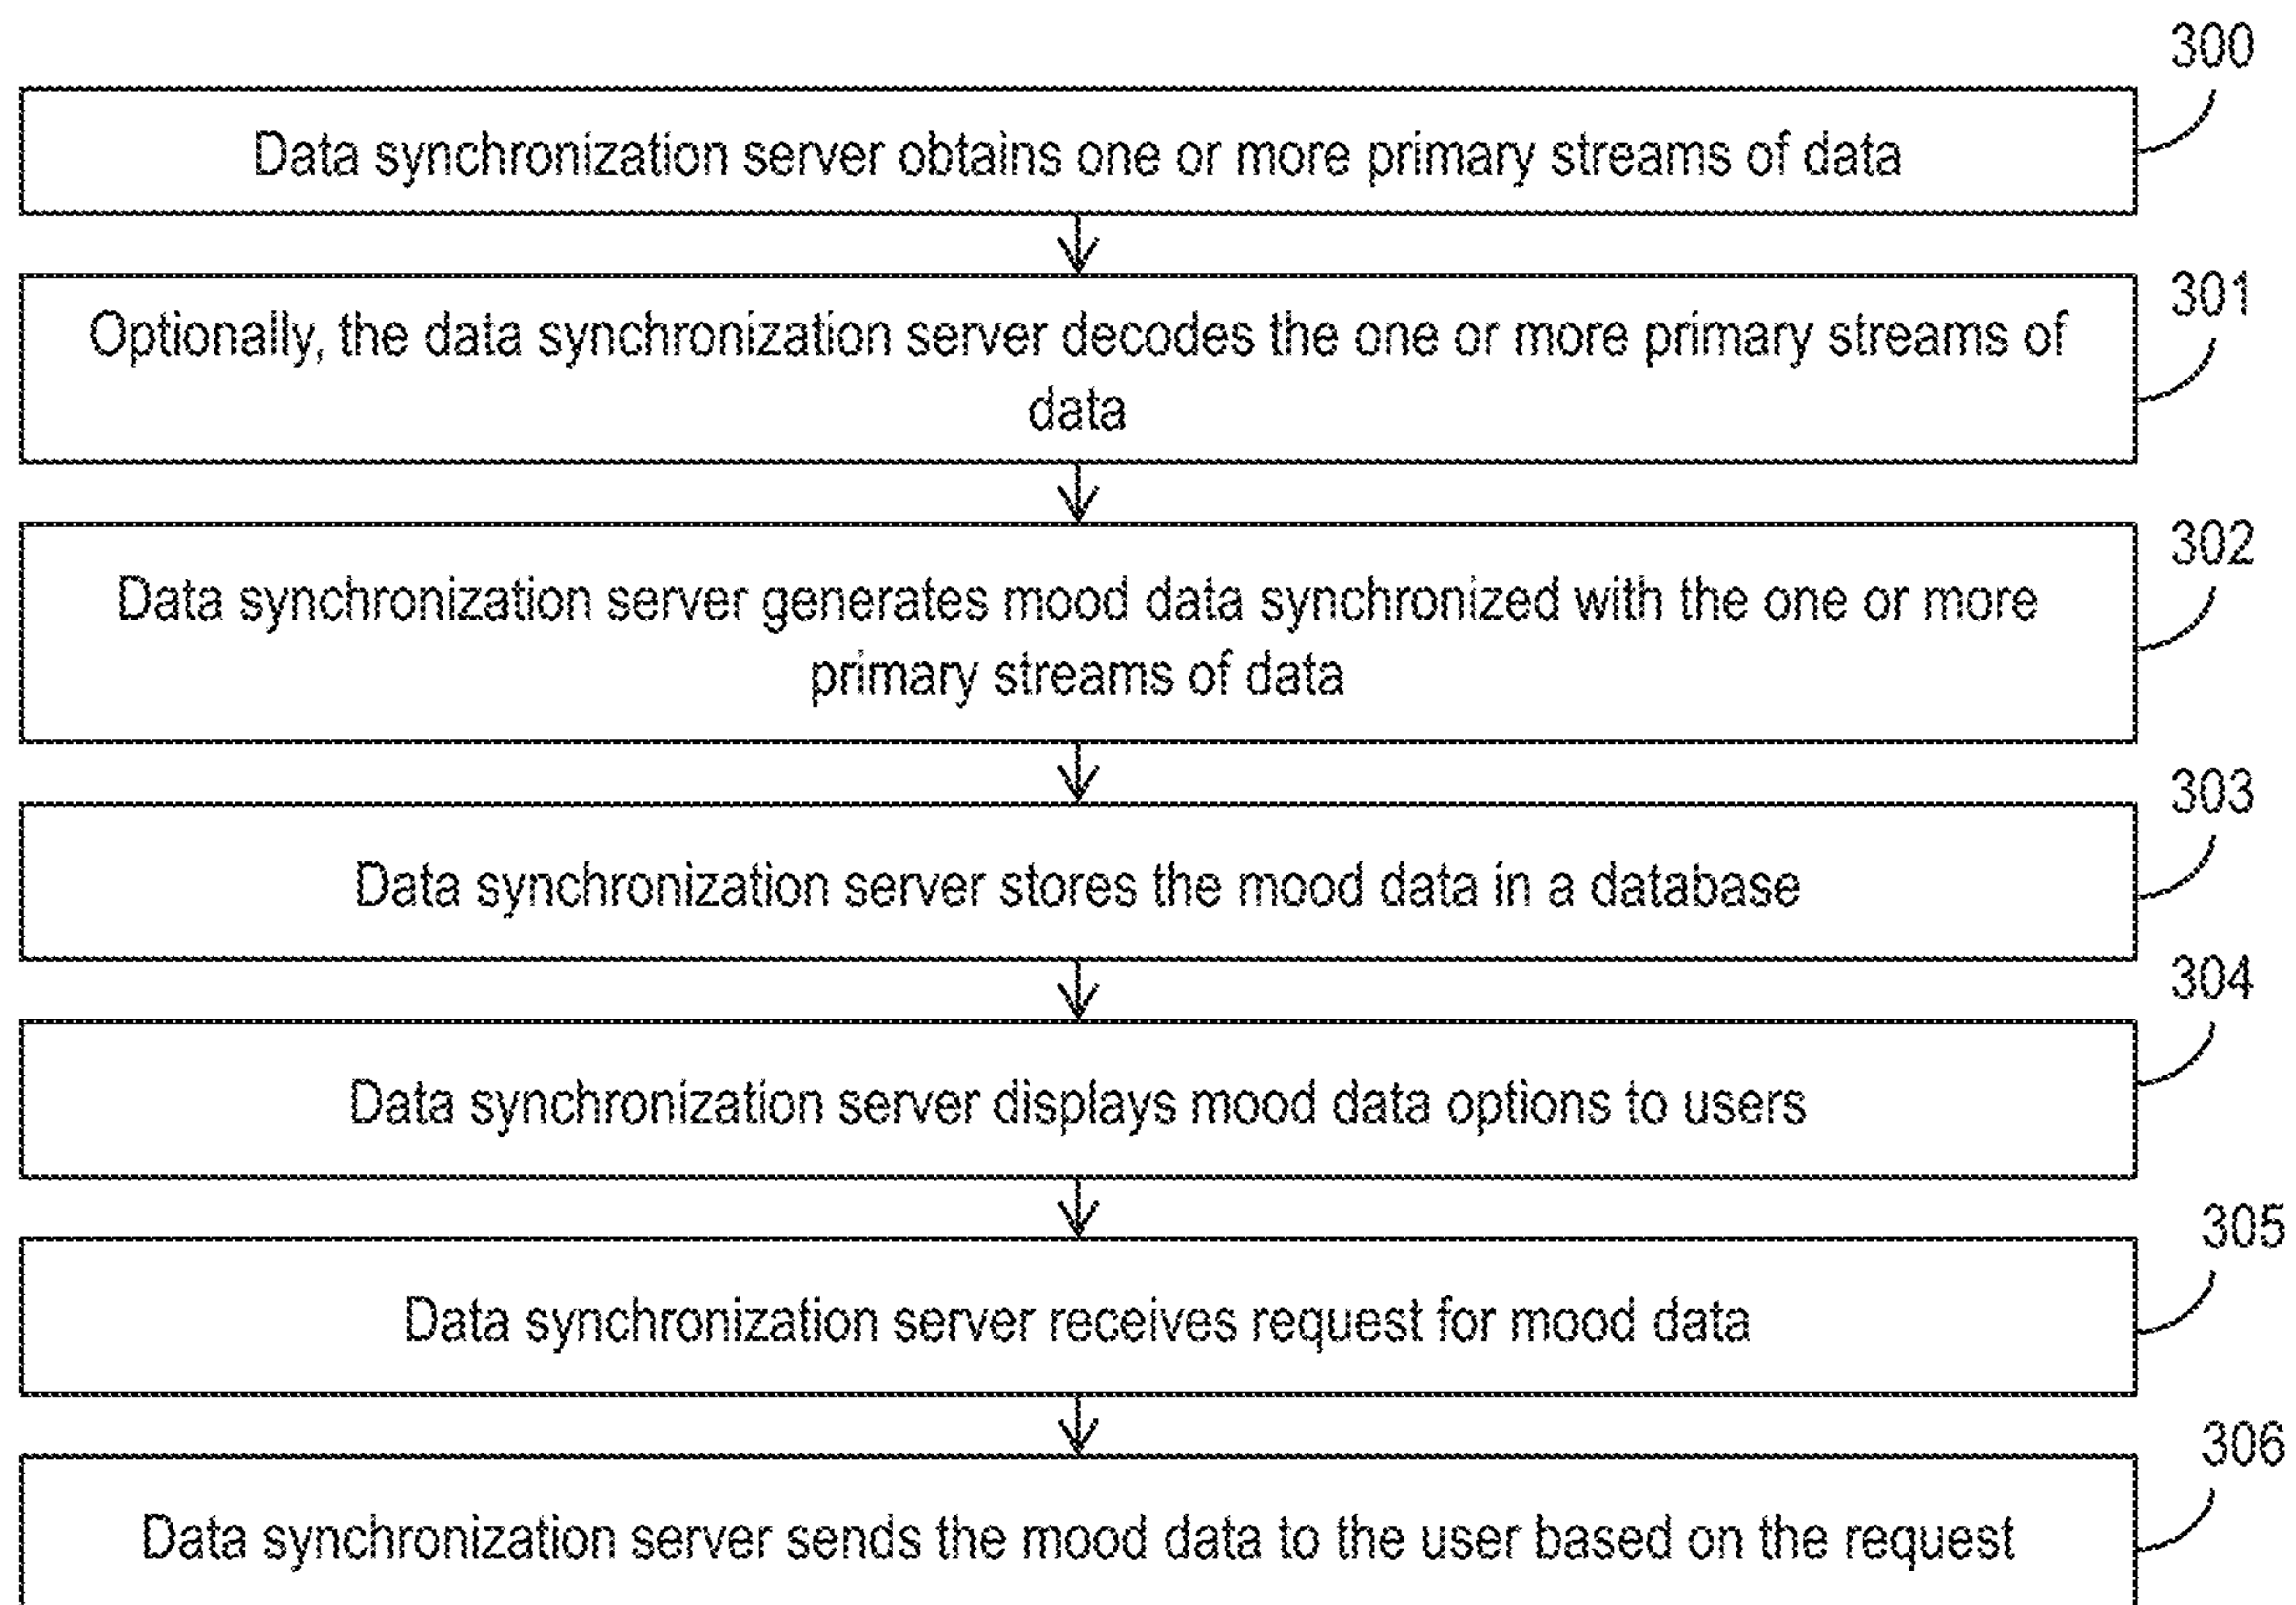 300
Data synchronization server obtains one or more primary streams of data
301
Optionally, the data synchronization server decodes the one or more primary streams of
data
302
Data synchronization server generates mood data synchronized with the one or more
primary streams of data
303
Data synchronization server stores the mood data in a database
304
Data synchronization server displays mood data options to users
305
Data synchronization server receives request for mood data
306
Data synchronization server sends the mood data to the user based on the request